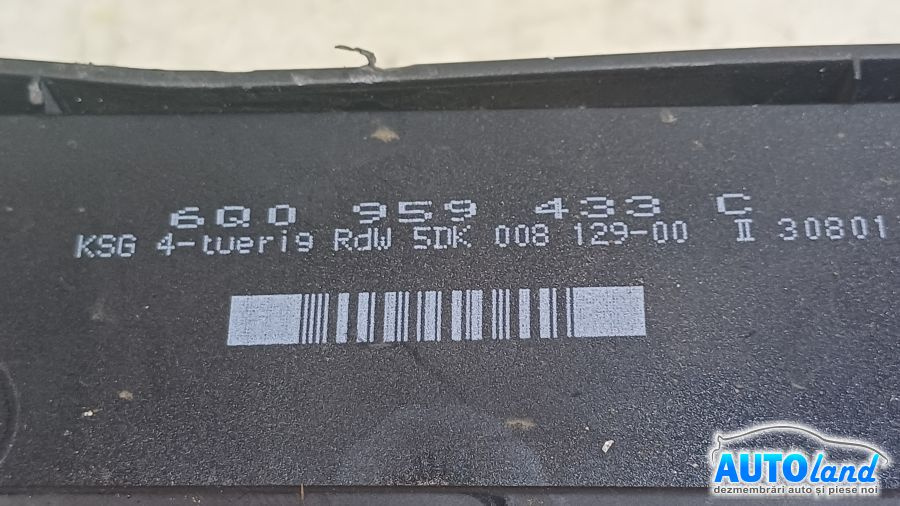 6Q0 959 433 C
KSG 4-tuerig RdW 5DK 008 129-00 II 30801
AUTOland
dezmembrări auto și piese noi